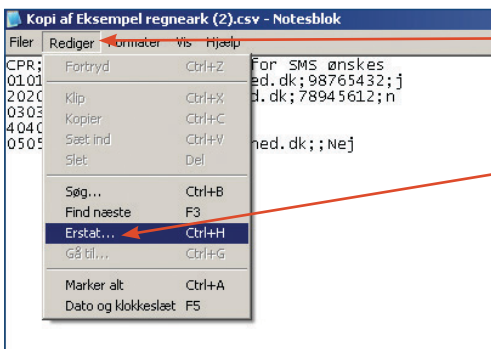 Kopi af Eksempel regneark (2).csv - Notesblok
Filer Rediger Formater Vis Hjælp
CPR; for SMS ønskes
0101 ed.dk;98765432;j
2020 d.dk;78945612;n
0303
4040
0505 ned.dk;;Nej
Fortryd Ctrl+Z
Klip Ctrl+X
Kopier Ctrl+C
Sæt ind Ctrl+V
Slet Del
Søg... Ctrl+B
Find næste F3
Erstat... Ctrl+H
Gå til... Ctrl+G
Marker alt Ctrl+A
Dato og klokkeslæt F5